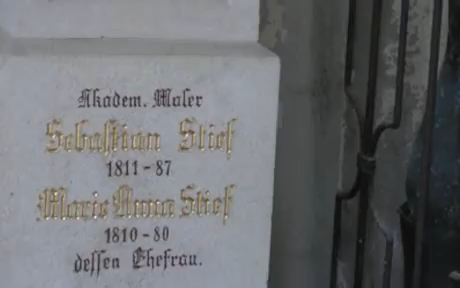 Akadem. Maler
Sebastian Stief
1811-87
Marie Anna Stief
1810-80
dessen Ehefrau.